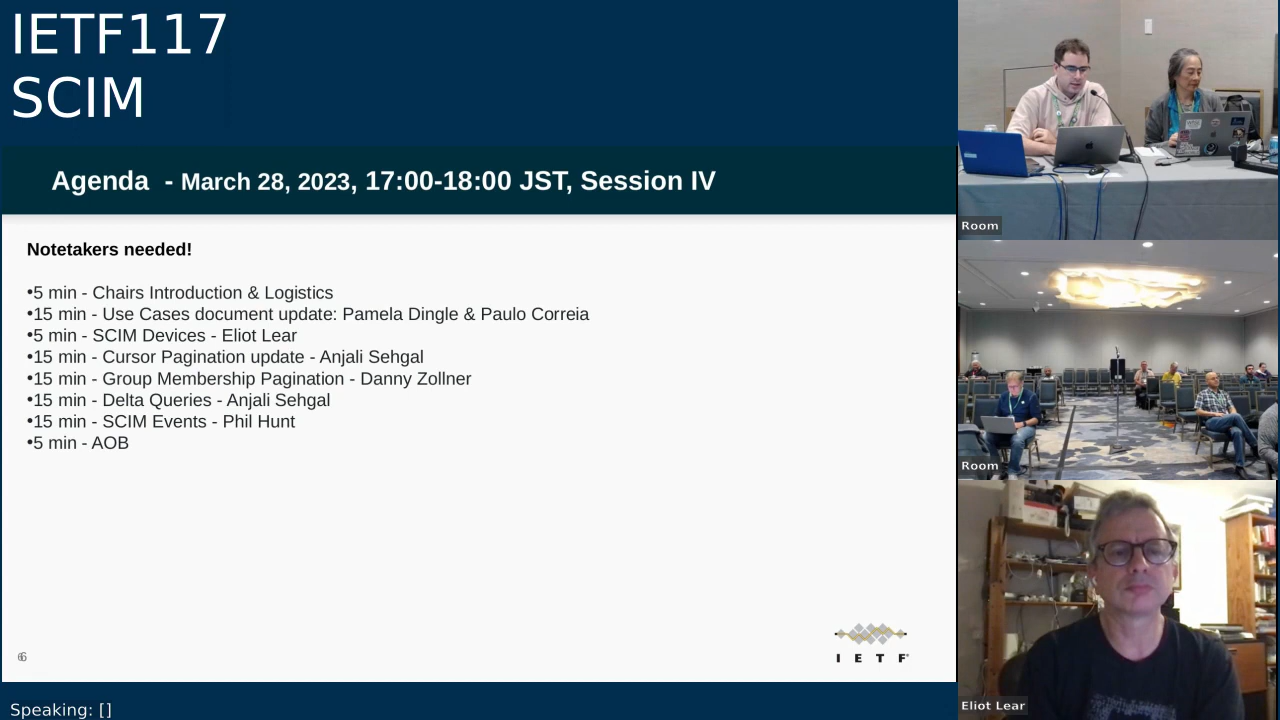 IETF117
SCIM
Agenda - March 28, 2023, 17:00-18:00 JST, Session IV
Notetakers needed!
•5 min - Chairs Introduction & Logistics
•15 min - Use Cases document update: Pamela Dingle & Paulo Correia
•5 min - SCIM Devices - Eliot Lear
•15 min - Cursor Pagination update - Anjali Sehgal
•15 min - Group Membership Pagination - Danny Zollner
•15 min - Delta Queries - Anjali Sehgal
•15 min - SCIM Events - Phil Hunt
•5 min - AOB
I E T F
Speaking: []
Room
Room
Eliot Lear